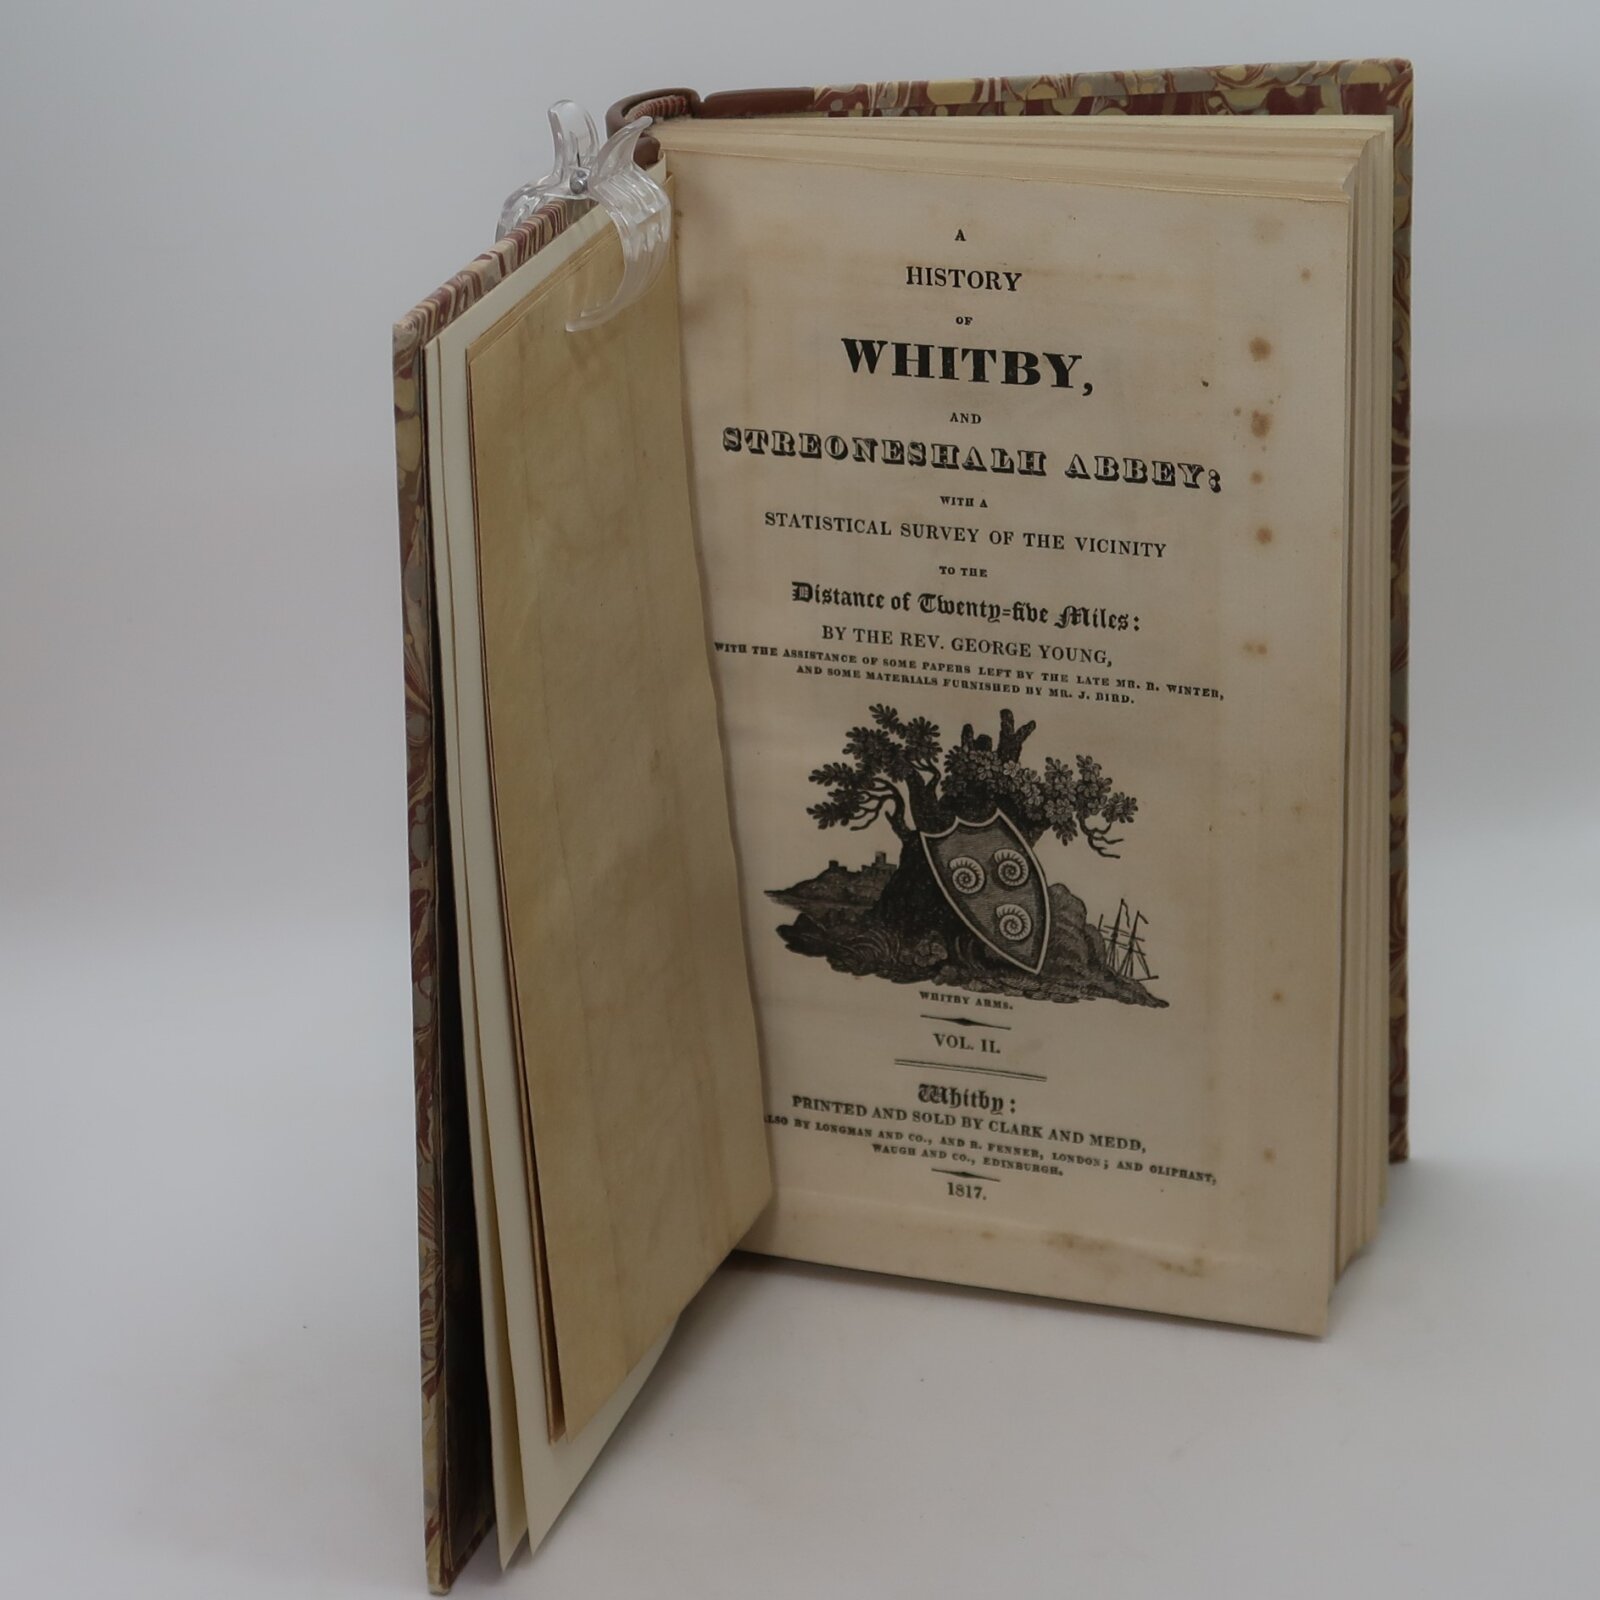 A
HISTORY
OF
WHITBY,
AND
STREONESHALH ABBEY:
WITH A
STATISTICAL SURVEY OF THE VICINITY
TO THE
Distance of Twenty=five Miles:
BY THE REV. GEORGE YOUNG,
WITH THE ASSISTANCE OF SOME PAPERS LEFT BY THE LATE MR. R. WINTER,
AND SOME MATERIALS FURNISHED BY MR. J. BIRD.
WHITBY ARMS.
VOL. II.
Whitby:
PRINTED AND SOLD BY CLARK AND MEDD,
ALSO BY LONGMAN AND CO., AND R. FENNER, LONDON; AND OLIPHANT,
WAUGH AND CO., EDINBURGH.
1817.